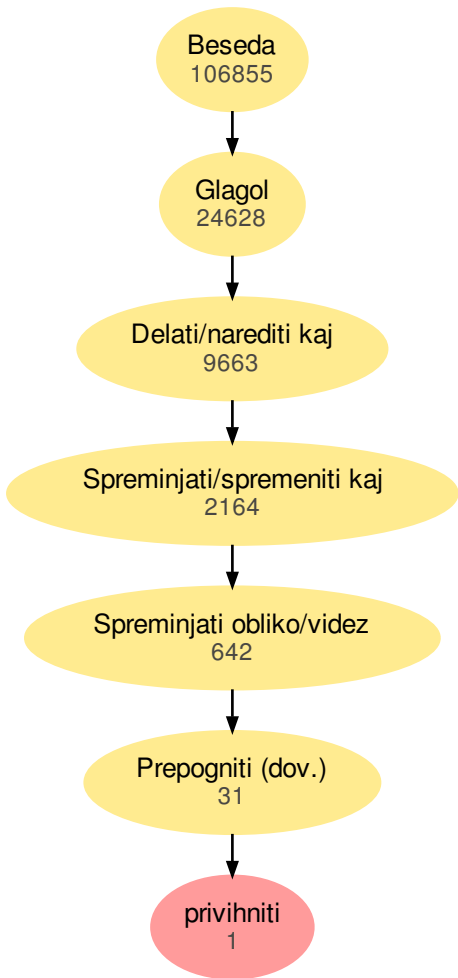 Beseda
106855
Glagol
24628
Delati/narediti kaj
9663
Spreminjati/spremeniti kaj
2164
Spreminjati obliko/videz
642
Prepogniti (dov.)
31
privihniti
1